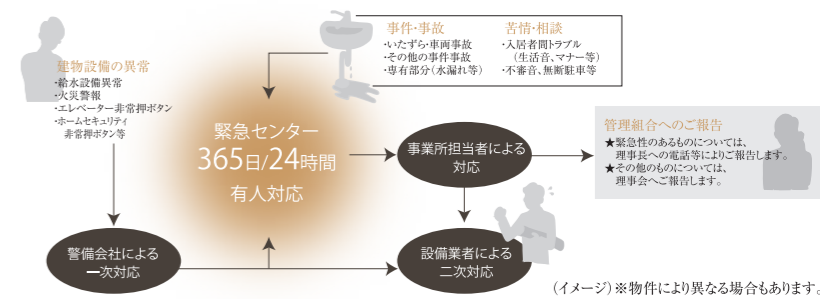 建物設備の異常
・給水設備異常
・火災警報
・エレベーター非常押ボタン
・ホームセキュリティ
非常押ボタン等
事件・事故
・いたずら・車両事故
・その他の事件事故
・専有部分（水漏れ等）
苦情・相談
・入居者間トラブル
（生活音、マナー等）
・不審音、無断駐車等
緊急センター
365日/24時間
有人対応
事業所担当者による
対応
管理組合へのご報告
★緊急性のあるものについては、
理事長への電話等によりご報告します。
★その他のものについては、
理事会へご報告します。
警備会社による
一次対応
設備業者による
二次対応
（イメージ）※物件により異なる場合もあります。